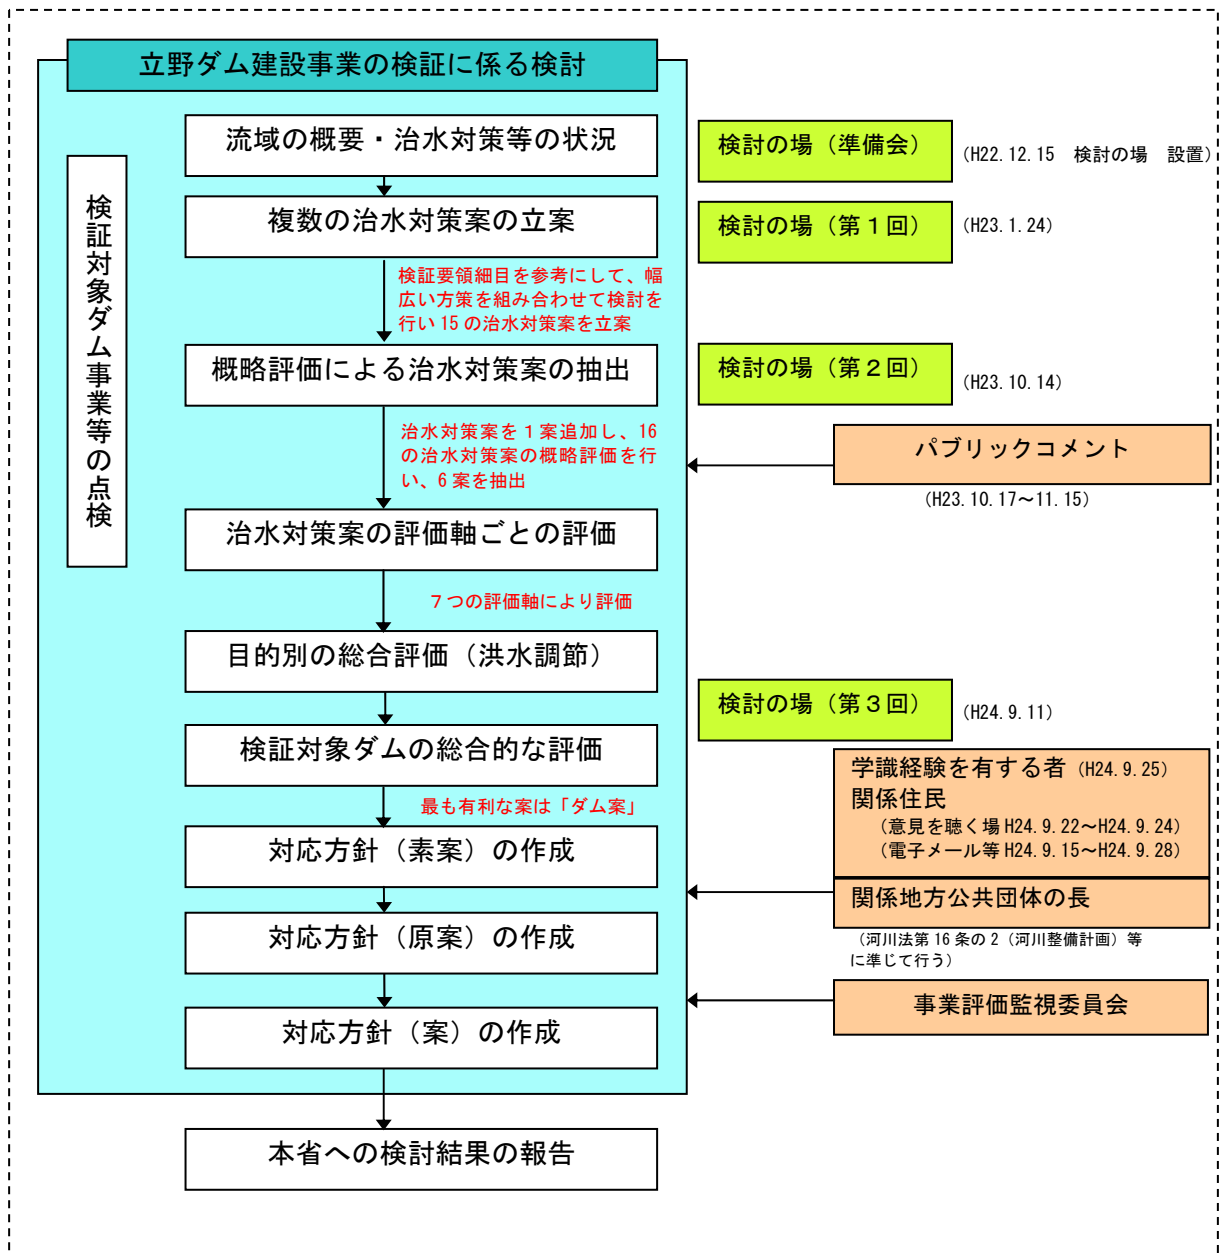 立野ダム建設事業の検証に係る検討
検証対象ダム事業等の点検
流域の概要・治水対策等の状況
検討の場（準備会）
（H22.12.15　検討の場　設置）
複数の治水対策案の立案
検討の場（第１回）
（H23.1.24）
検証要領細目を参考にして、幅
広い方策を組み合わせて検討を
行い 15 の治水対策案を立案
概略評価による治水対策案の抽出
検討の場（第２回）
（H23.10.14）
治水対策案を１案追加し、16
の治水対策案の概略評価を行
い、6 案を抽出
パブリックコメント
（H23.10.17～11.15）
治水対策案の評価軸ごとの評価
７つの評価軸により評価
目的別の総合評価（洪水調節）
検討の場（第３回）
（H24.9.11）
検証対象ダムの総合的な評価
最も有利な案は「ダム案」
学識経験を有する者（H24.9.25）
関係住民
（意見を聴く場 H24.9.22～H24.9.24）
（電子メール等 H24.9.15～H24.9.28）
対応方針（素案）の作成
関係地方公共団体の長
（河川法第 16 条の 2（河川整備計画）等
に準じて行う）
対応方針（原案）の作成
事業評価監視委員会
対応方針（案）の作成
本省への検討結果の報告